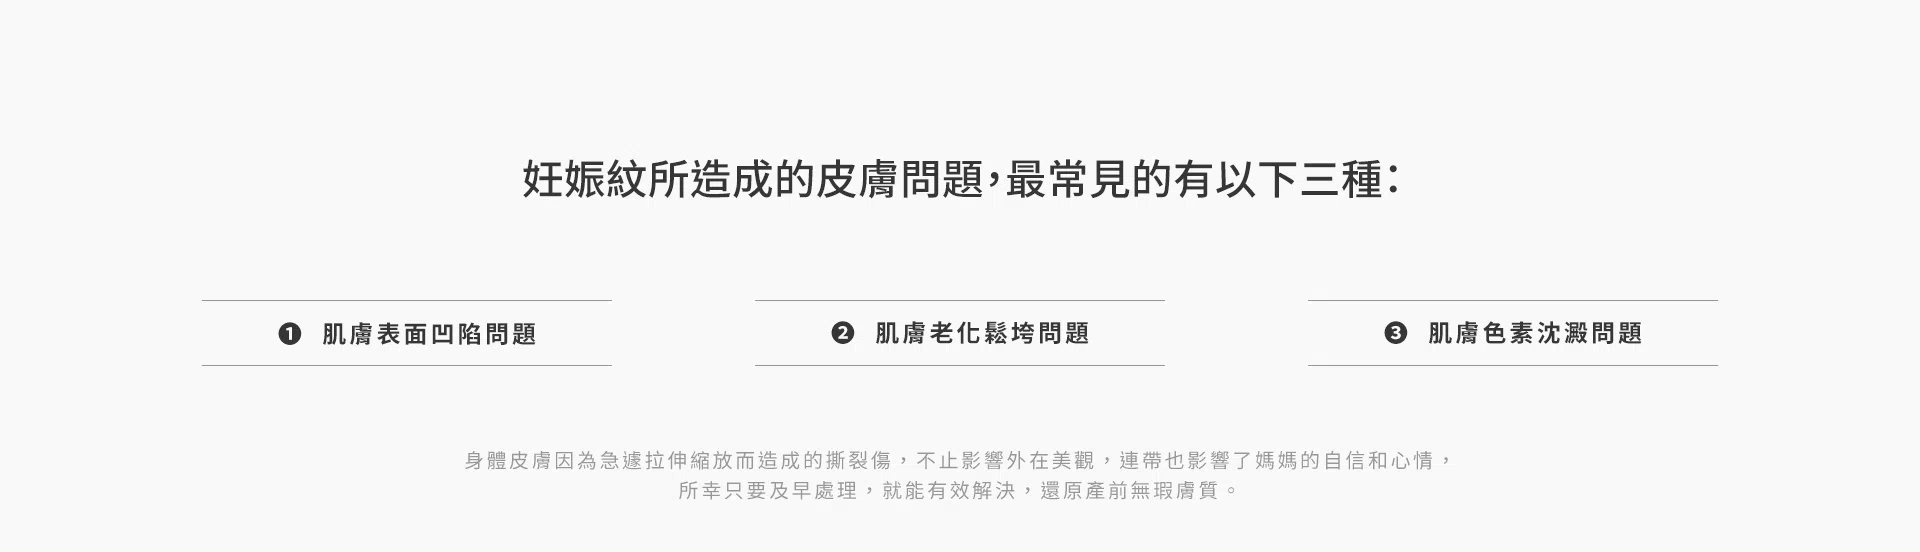 妊娠紋所造成的皮膚問題,最常見的有以下三種:
❶ 肌膚表面凹陷問題
❷ 肌膚老化鬆垮問題
❸ 肌膚色素沈澱問題
身體皮膚因為急遽拉伸縮放而造成的撕裂傷，不止影響外在美觀，連帶也影響了媽媽的自信和心情，
所幸只要及早處理，就能有效解決，還原產前無瑕膚質。